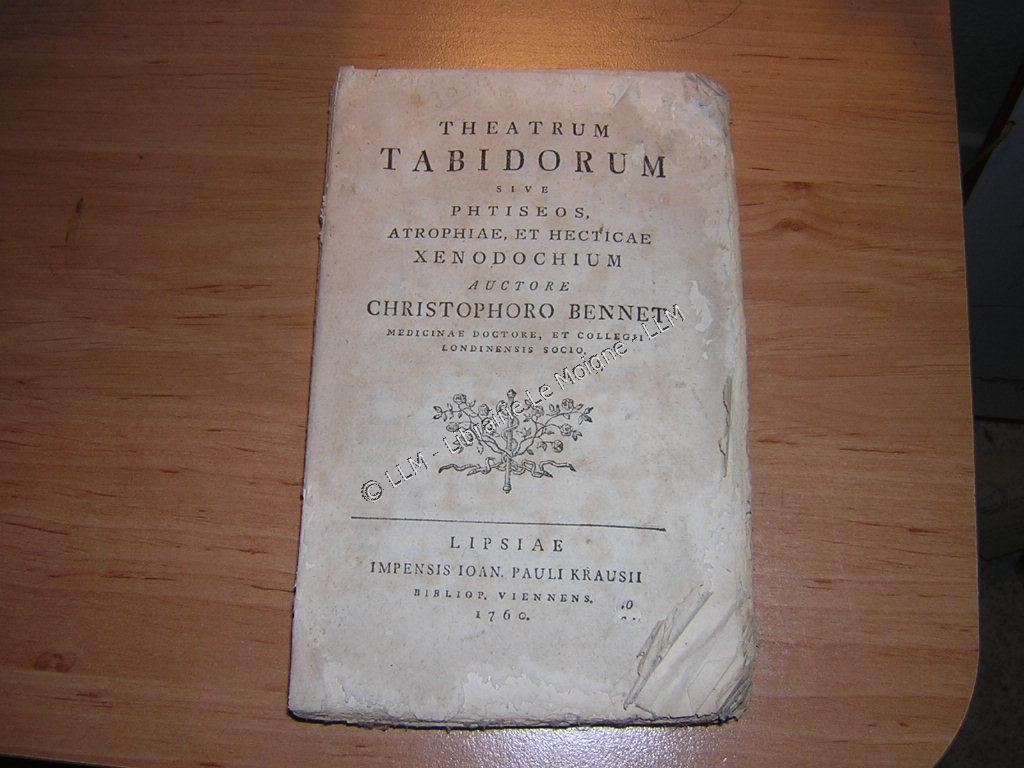 THEATRUM
TABIDORUM
SIVE
PHTISEOS,
ATROPHIAE, ET HECTICAE
XENODOCHIUM
AUCTORE
CHRISTOPHORO BENNET
MEDICINAE DOCTORE, ET COLLEGII
LONDINENSIS SOCIO.
© LLM - Librairie Le Moigne - LLM
LIPSIAE
IMPENSIS IOAN. PAULI KRAUSII
BIBLIOP. VIENNENS.
1760.